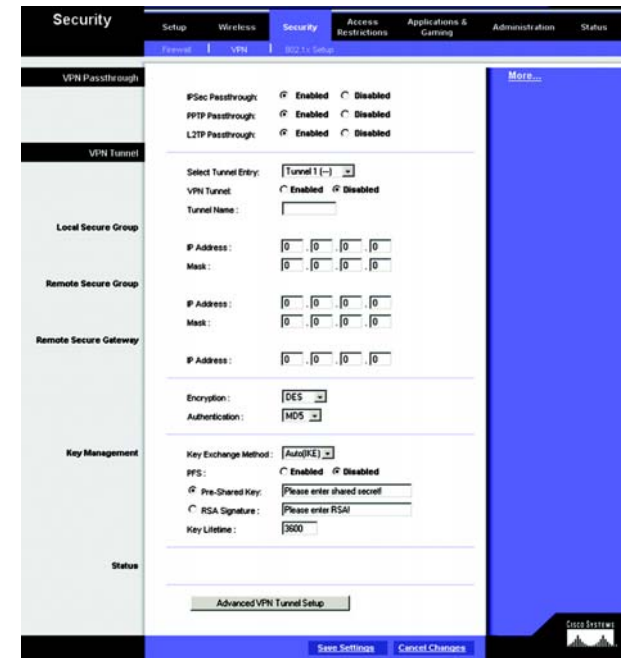 Security
Setup Wireless Security Access Restrictions Applications & Gaming Administration Status
Firewall VPN 802.1x Setup
VPN Passthrough
More...
IPSec Passthrough: Enabled Disabled
PPTP Passthrough: Enabled Disabled
L2TP Passthrough: Enabled Disabled
VPN Tunnel
Select Tunnel Entry: Tunnel 1 (---)
VPN Tunnel: Enabled Disabled
Tunnel Name :
Local Secure Group
IP Address : 0 . 0 . 0 . 0
Mask : 0 . 0 . 0 . 0
Remote Secure Group
IP Address : 0 . 0 . 0 . 0
Mask : 0 . 0 . 0 . 0
Remote Secure Gateway
IP Address : 0 . 0 . 0 . 0
Encryption : DES
Authentication : MD5
Key Management
Key Exchange Method : Auto(IKE)
PFS : Enabled Disabled
Pre-Shared Key: Please enter shared secret!
RSA Signature : Please enter RSA!
Key Lifetime : 3600
Status
Advanced VPN Tunnel Setup
Save Settings Cancel Changes
CISCO SYSTEMS